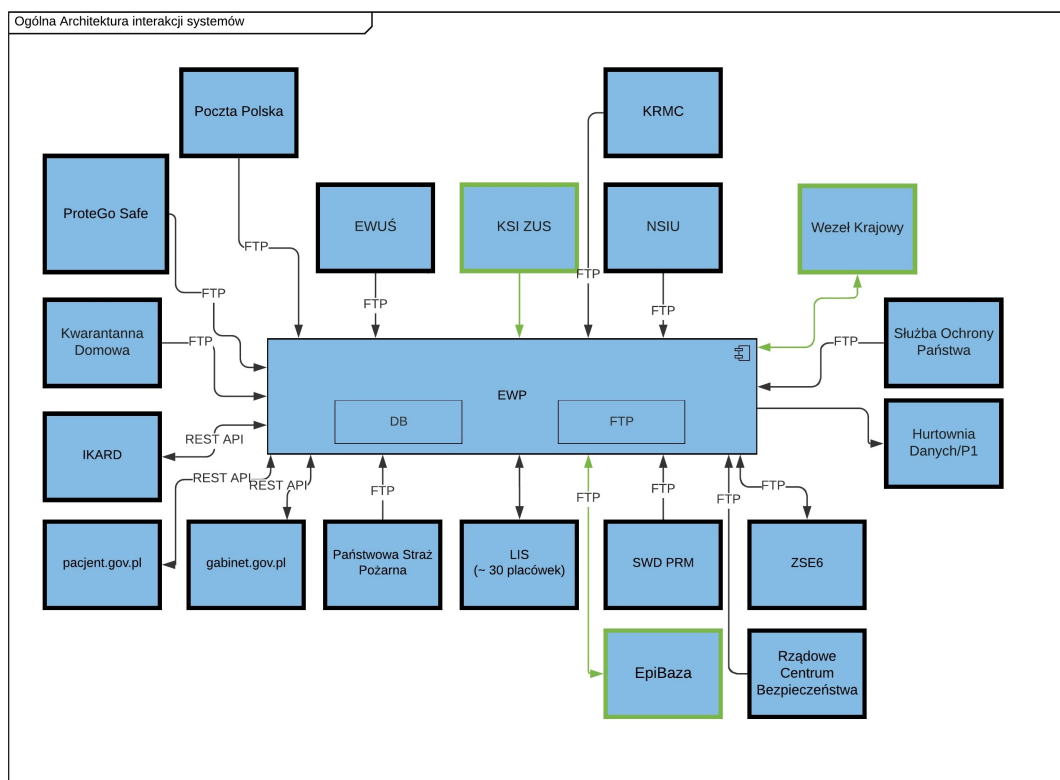 Ogólna Architektura interakcji systemów
Poczta Polska
KRMC
ProteGo Safe
EWUŚ
KSI ZUS
NSIU
Wezeł Krajowy
FTP
FTP
FTP
FTP
FTP
Kwarantanna
Domowa
FTP
Służba Ochrony
Państwa
FTP
EWP
DB
FTP
IKARD
REST API
Hurtownia
Danych/P1
REST API
REST API
FTP
FTP
FTP
FTP
FTP
pacjent.gov.pl
gabinet.gov.pl
Państwowa Straż
Pożarna
LIS
(~ 30 placówek)
SWD PRM
ZSE6
EpiBaza
Rządowe
Centrum
Bezpieczeństwa